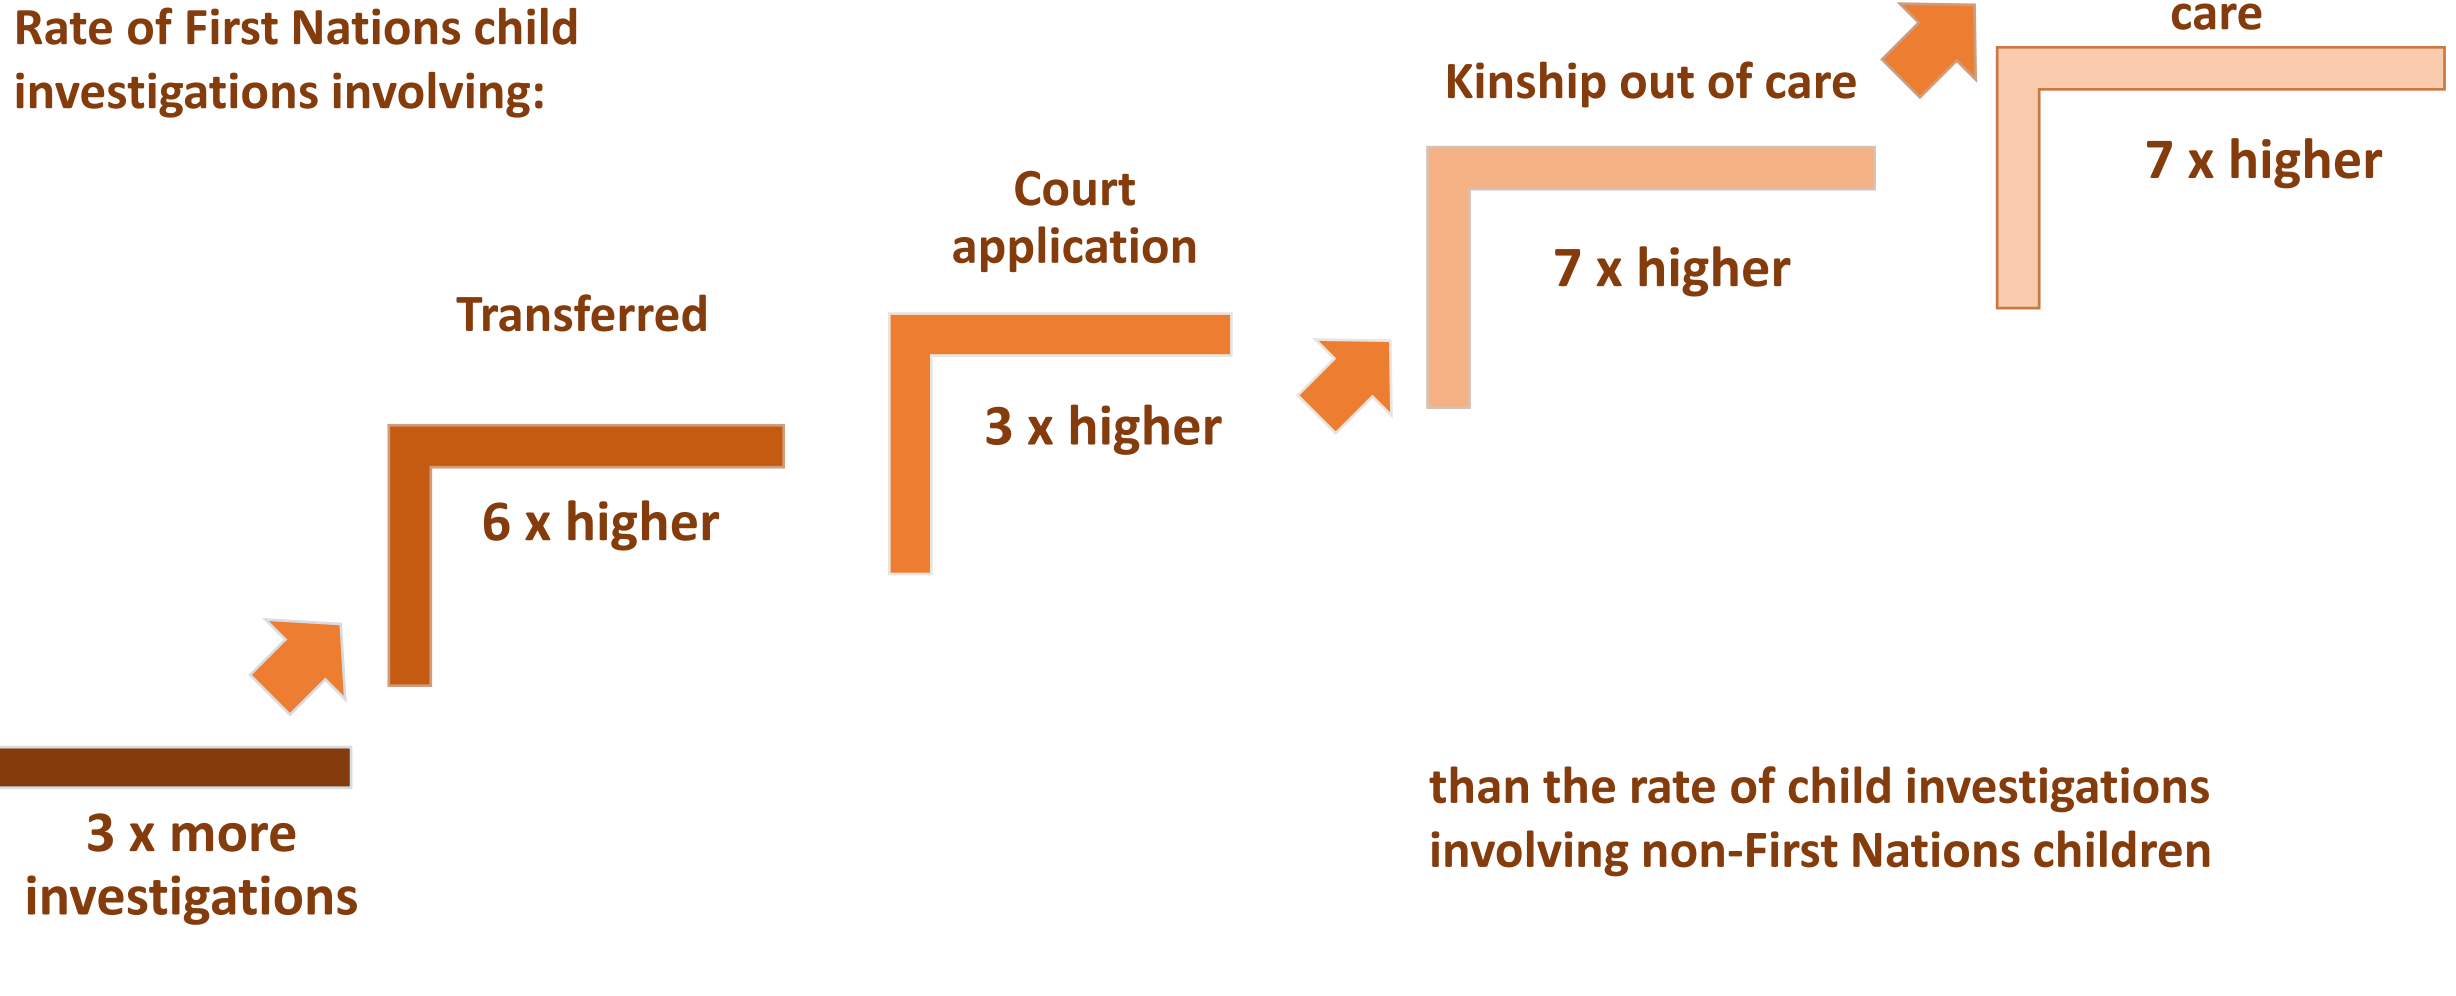 Rate of First Nations child
investigations involving:
3 x more
investigations
Transferred
6 x higher
Court
application
3 x higher
Kinship out of care
7 x higher
care
7 x higher
than the rate of child investigations
involving non-First Nations children